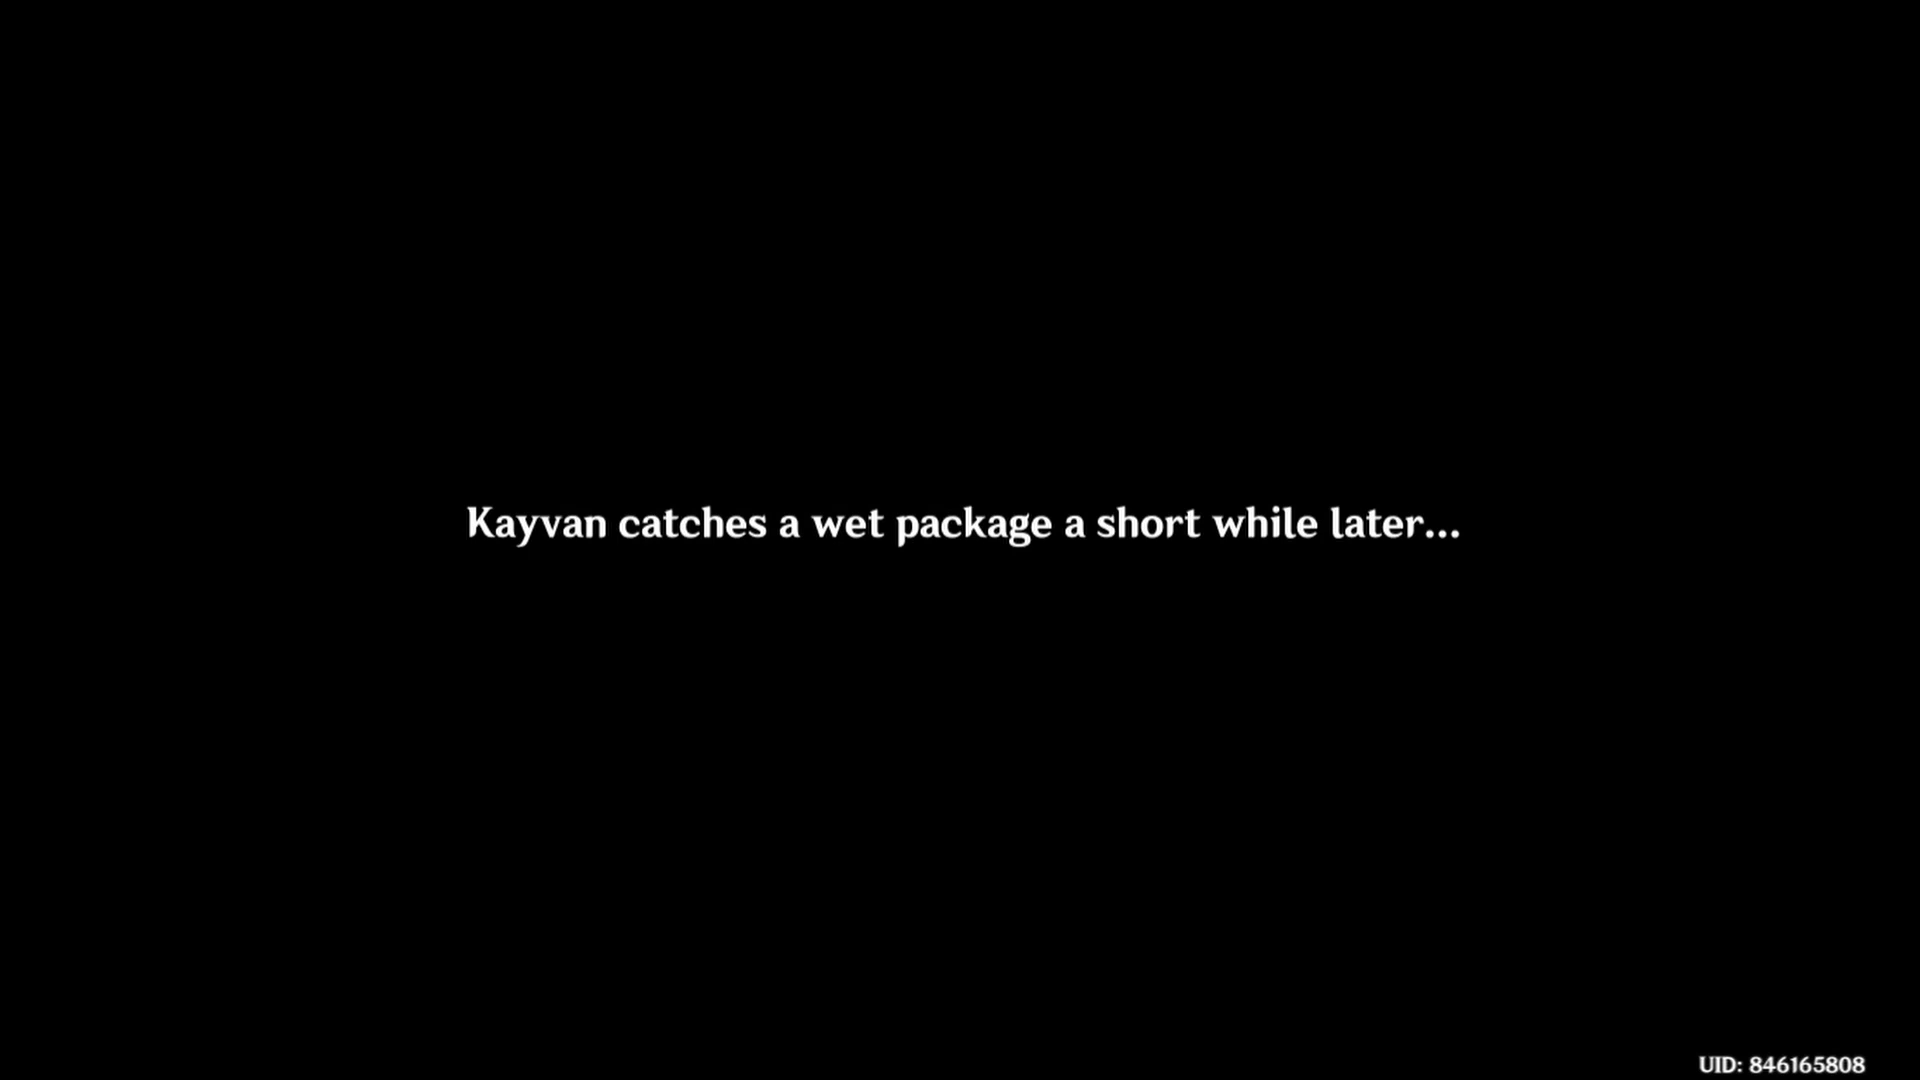 Kayvan catches a wet package a short while later...
UID: 846165808